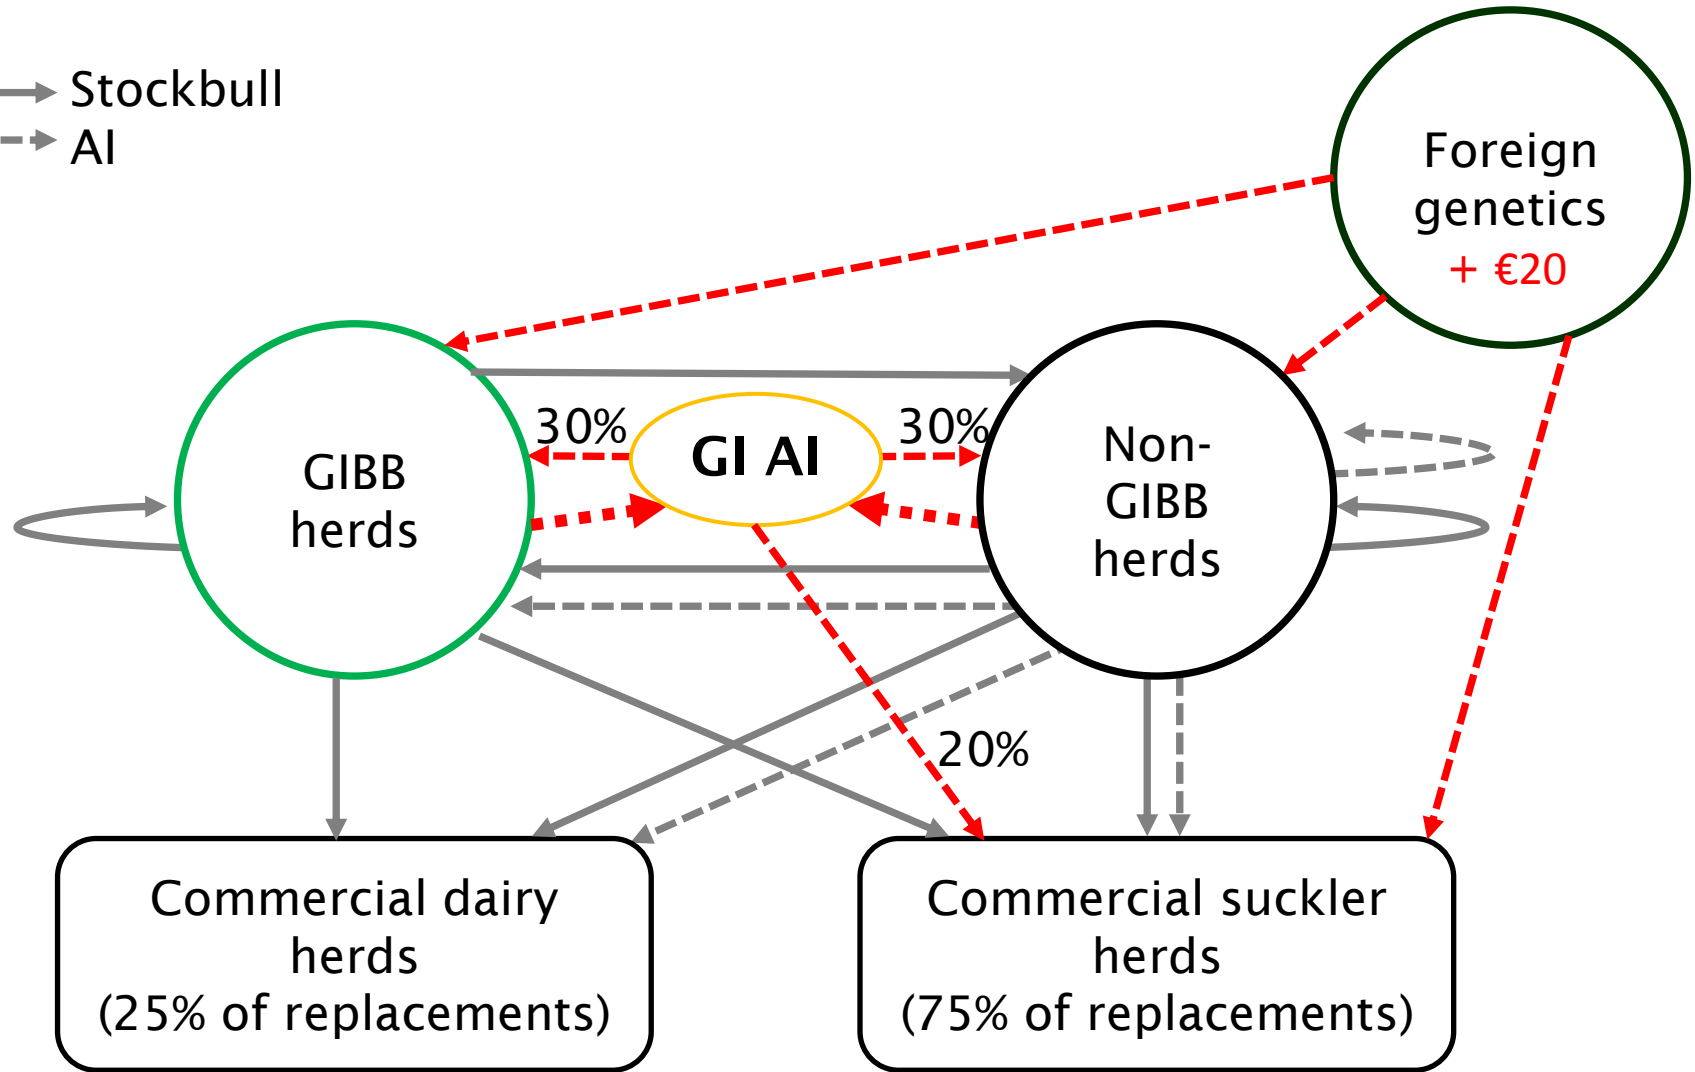 Stockbull
AI
Foreign
genetics
+ €20
30%
GI AI
30%
GIBB
herds
Non-
GIBB
herds
20%
Commercial dairy
herds
(25% of replacements)
Commercial suckler
herds
(75% of replacements)